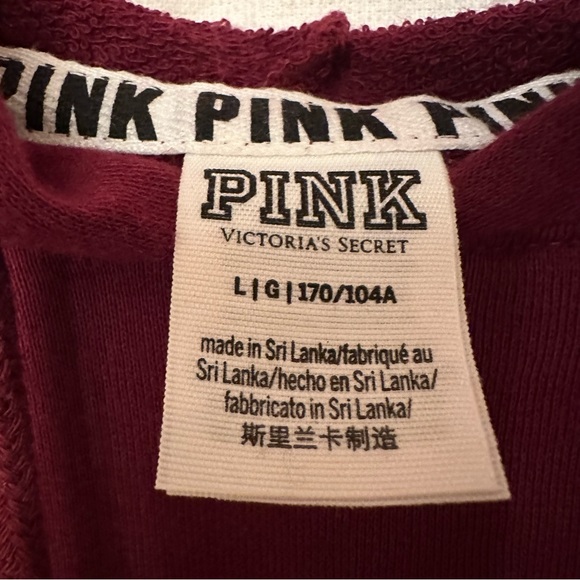 PINK PINK PINK
PINK
VICTORIA'S SECRET
L|G|170/104A
made in Sri Lanka/fabriqué au
Sri Lanka/hecho en Sri Lanka/
fabbricato in Sri Lanka/
斯里兰卡制造